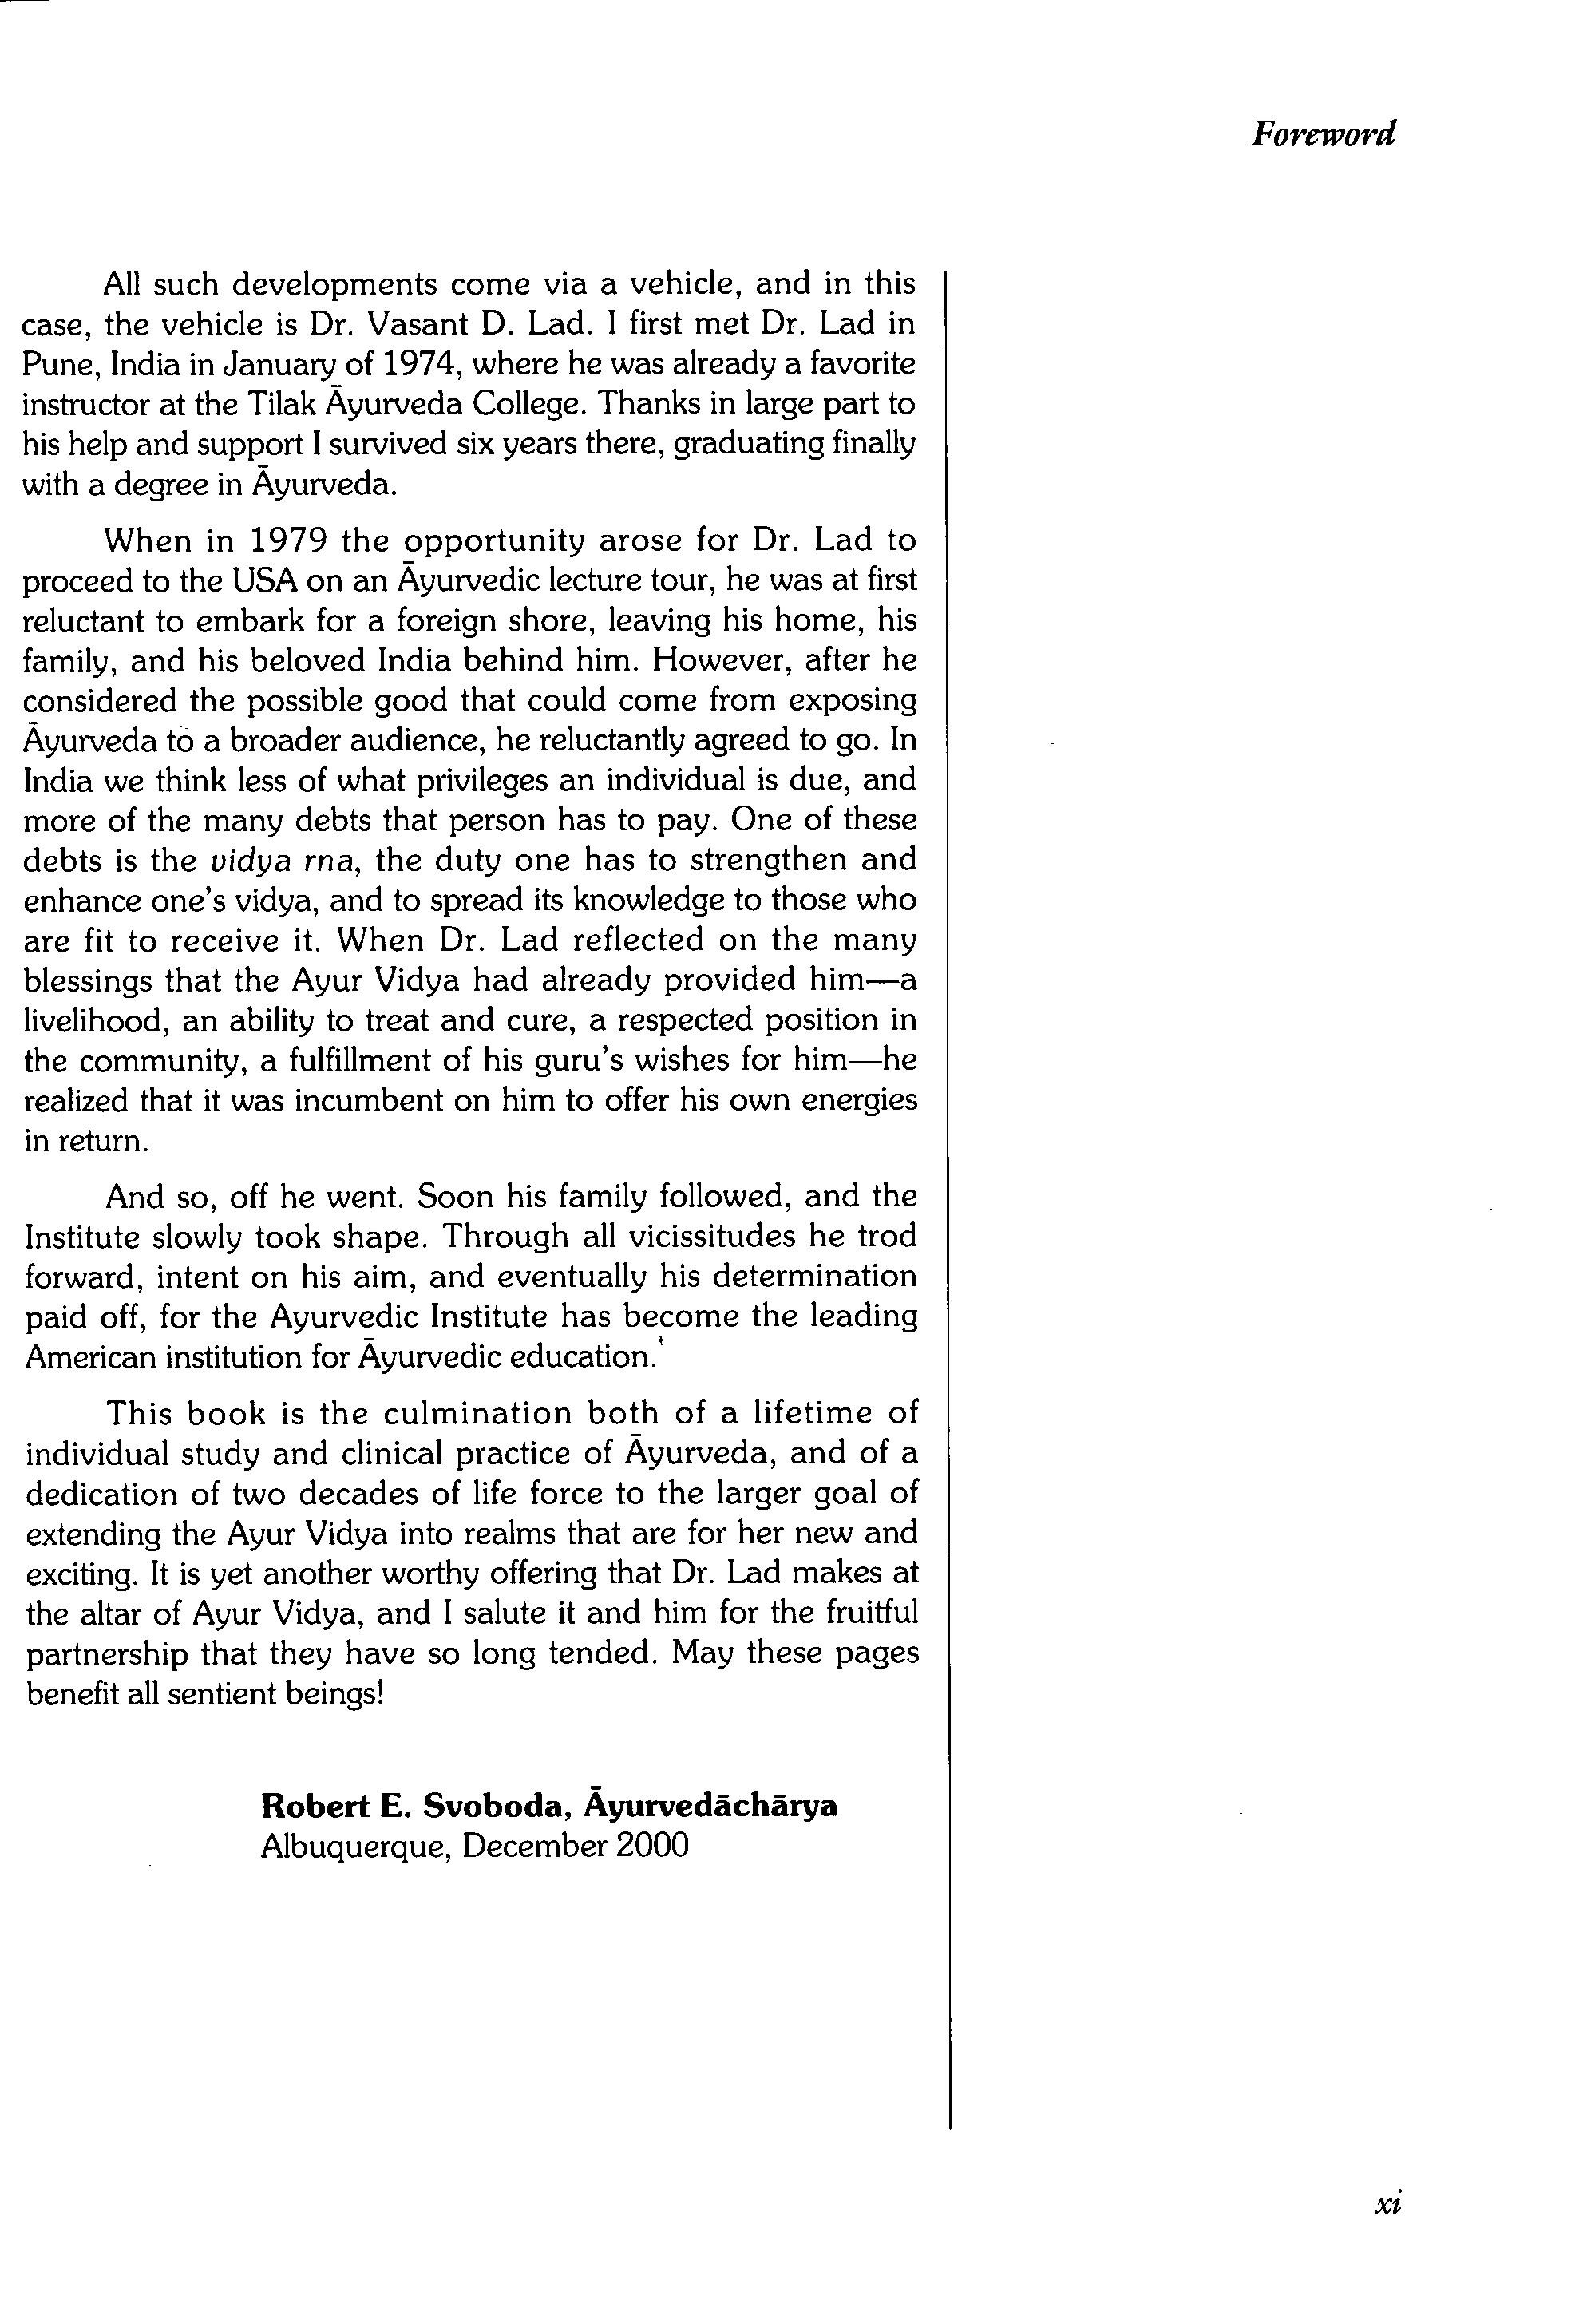 Foreword
All such developments come via a vehicle, and in this
case, the vehicle is Dr. Vasant D. Lad. I first met Dr. Lad in
Pune, India in January of 1974, where he was already a favorite
instructor at the Tilak Āyurveda College. Thanks in large part to
his help and support I survived six years there, graduating finally
with a degree in Āyurveda.
When in 1979 the opportunity arose for Dr. Lad to
proceed to the USA on an Āyurvedic lecture tour, he was at first
reluctant to embark for a foreign shore, leaving his home, his
family, and his beloved India behind him. However, after he
considered the possible good that could come from exposing
Āyurveda to a broader audience, he reluctantly agreed to go. In
India we think less of what privileges an individual is due, and
more of the many debts that person has to pay. One of these
debts is the vidya rna, the duty one has to strengthen and
enhance one's vidya, and to spread its knowledge to those who
are fit to receive it. When Dr. Lad reflected on the many
blessings that the Ayur Vidya had already provided him—a
livelihood, an ability to treat and cure, a respected position in
the community, a fulfillment of his guru's wishes for him—he
realized that it was incumbent on him to offer his own energies
in return.
And so, off he went. Soon his family followed, and the
Institute slowly took shape. Through all vicissitudes he trod
forward, intent on his aim, and eventually his determination
paid off, for the Ayurvedic Institute has become the leading
American institution for Āyurvedic education.
This book is the culmination both of a lifetime of
individual study and clinical practice of Āyurveda, and of a
dedication of two decades of life force to the larger goal of
extending the Ayur Vidya into realms that are for her new and
exciting. It is yet another worthy offering that Dr. Lad makes at
the altar of Ayur Vidya, and I salute it and him for the fruitful
partnership that they have so long tended. May these pages
benefit all sentient beings!
Robert E. Svoboda, Āyurvedāchārya
Albuquerque, December 2000
xi